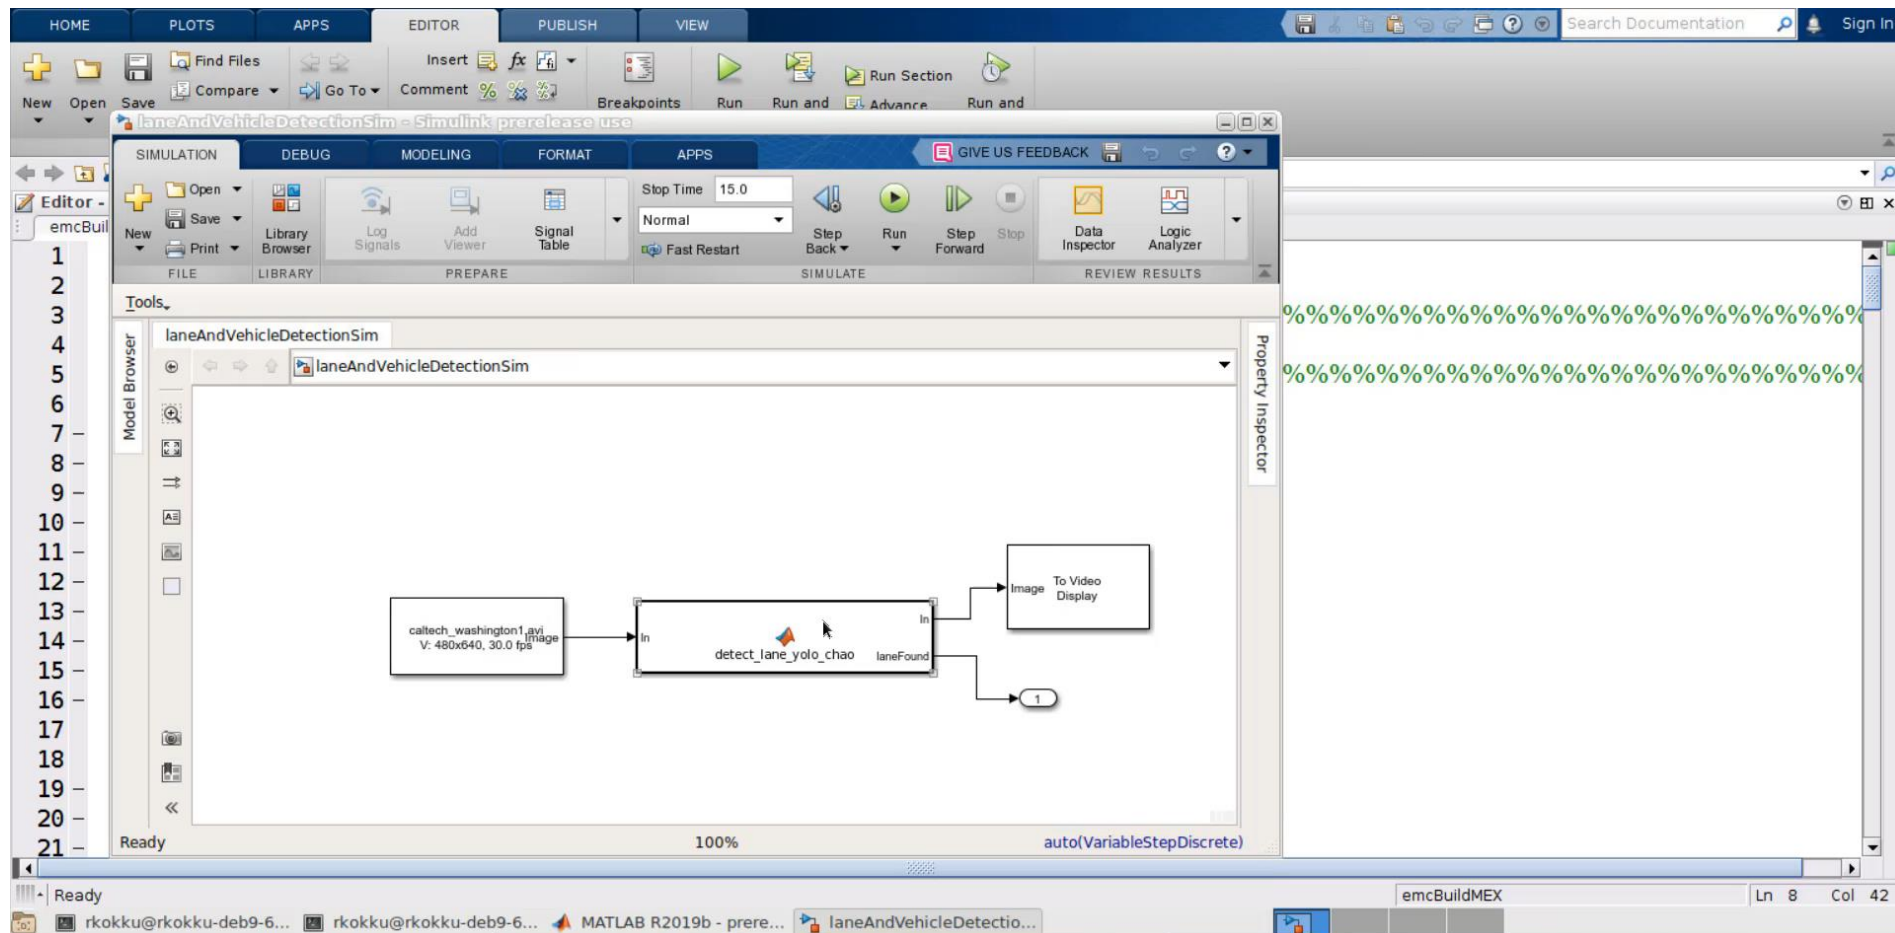 HOME PLOTS APPS EDITOR PUBLISH VIEW Search Documentation Sign In
Find Files Insert fx
Compare Go To Comment % Run Section
New Open Save Breakpoints Run Run and Advance Run and
laneAndVehicleDetectionSim - Simulink prerelease use
SIMULATION DEBUG MODELING FORMAT APPS GIVE US FEEDBACK
Open Stop Time 15.0
Save Normal
New Print Library Browser Log Signals Add Viewer Signal Table Fast Restart Step Back Run Step Forward Stop Data Inspector Logic Analyzer
FILE LIBRARY PREPARE SIMULATE REVIEW RESULTS
Tools
Editor -
emcBuil
laneAndVehicleDetectionSim
laneAndVehicleDetectionSim
Model Browser
Property Inspector
1
2
3
%%%%%%%%%%%%%%%%%%%%%%%%%
4
5
%%%%%%%%%%%%%%%%%%%%%%%%%
6
7 –
8 –
9 –
10 –
11 –
12 –
13 –
14 –
15 –
16 –
17
18
19 –
20 –
21 –
caltech_washington1.avi
V: 480x640, 30.0 fps
Image
In
detect_lane_yolo_chao
In
laneFound
Image
To Video
Display
1
Ready 100% auto(VariableStepDiscrete)
Ready emcBuildMEX Ln 8 Col 42
rkokku@rkokku-deb9-6... rkokku@rkokku-deb9-6... MATLAB R2019b - prere... laneAndVehicleDetectio...